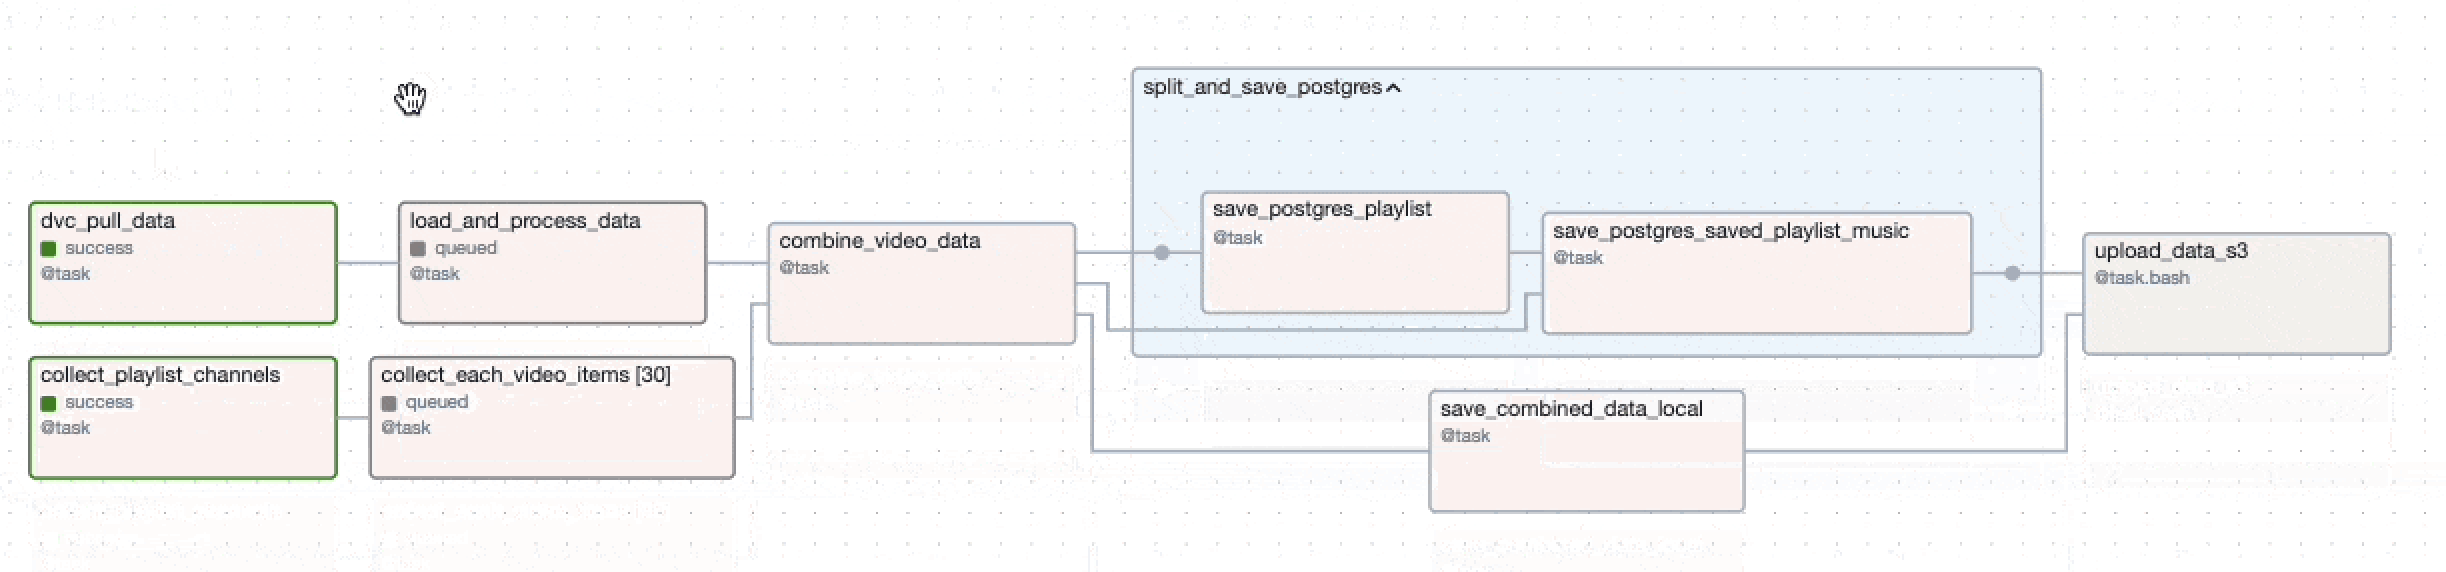 split_and_save_postgres
dvc_pull_data
success
@task
load_and_process_data
queued
@task
combine_video_data
@task
save_postgres_playlist
@task
save_postgres_saved_playlist_music
@task
upload_data_s3
@task.bash
collect_playlist_channels
success
@task
collect_each_video_items [30]
queued
@task
save_combined_data_local
@task